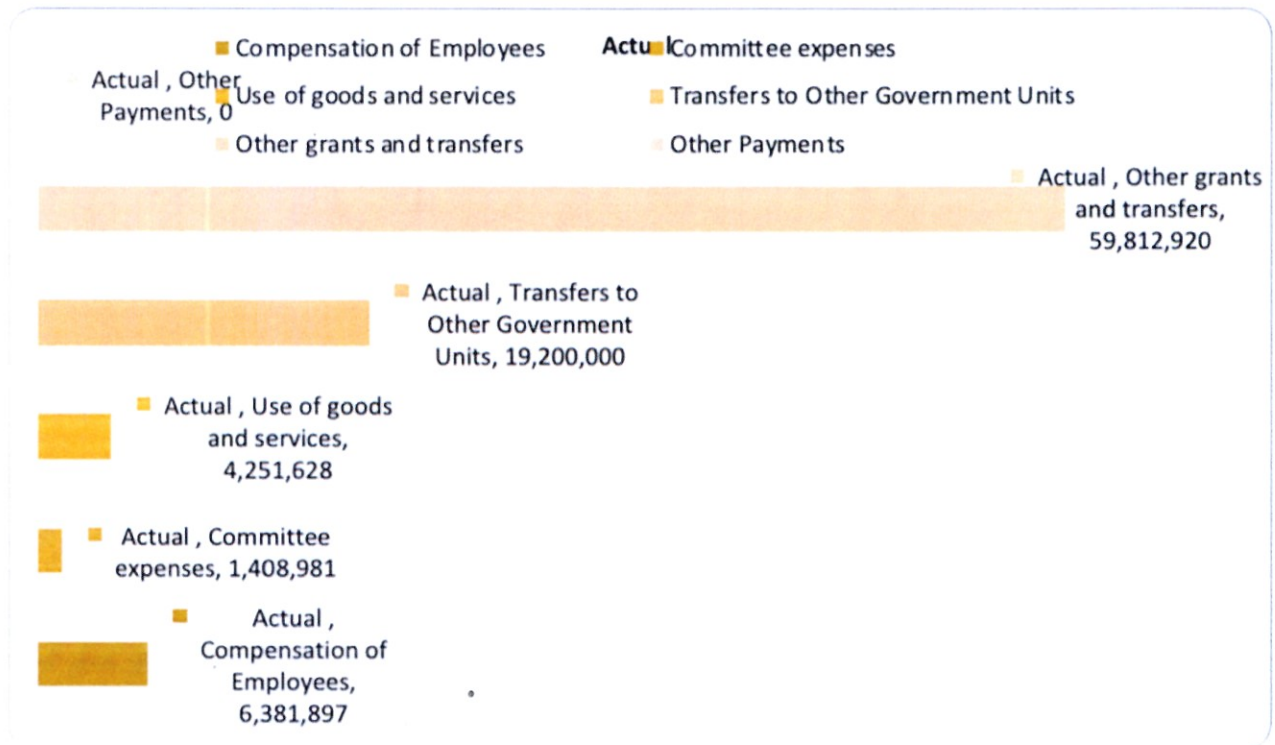 Compensation of Employees
Actual
Committee expenses
Actual , Other
Payments, 0
Use of goods and services
Transfers to Other Government Units
Other grants and transfers
Other Payments
Actual , Other grants
and transfers,
59,812,920
Actual , Transfers to
Other Government
Units, 19,200,000
Actual , Use of goods
and services,
4,251,628
Actual , Committee
expenses, 1,408,981
Actual ,
Compensation of
Employees,
6,381,897